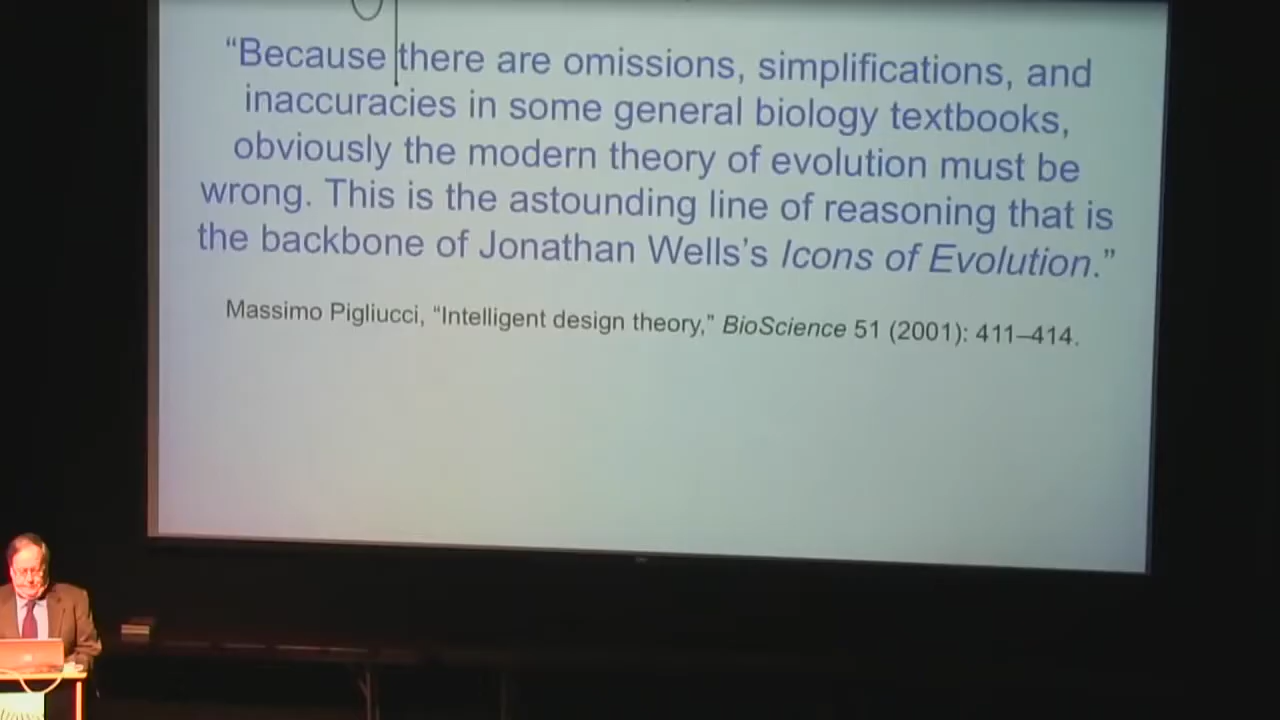 “Because there are omissions, simplifications, and
inaccuracies in some general biology textbooks,
obviously the modern theory of evolution must be
wrong. This is the astounding line of reasoning that is
the backbone of Jonathan Wells’s Icons of Evolution.”
Massimo Pigliucci, “Intelligent design theory,” BioScience 51 (2001): 411–414.